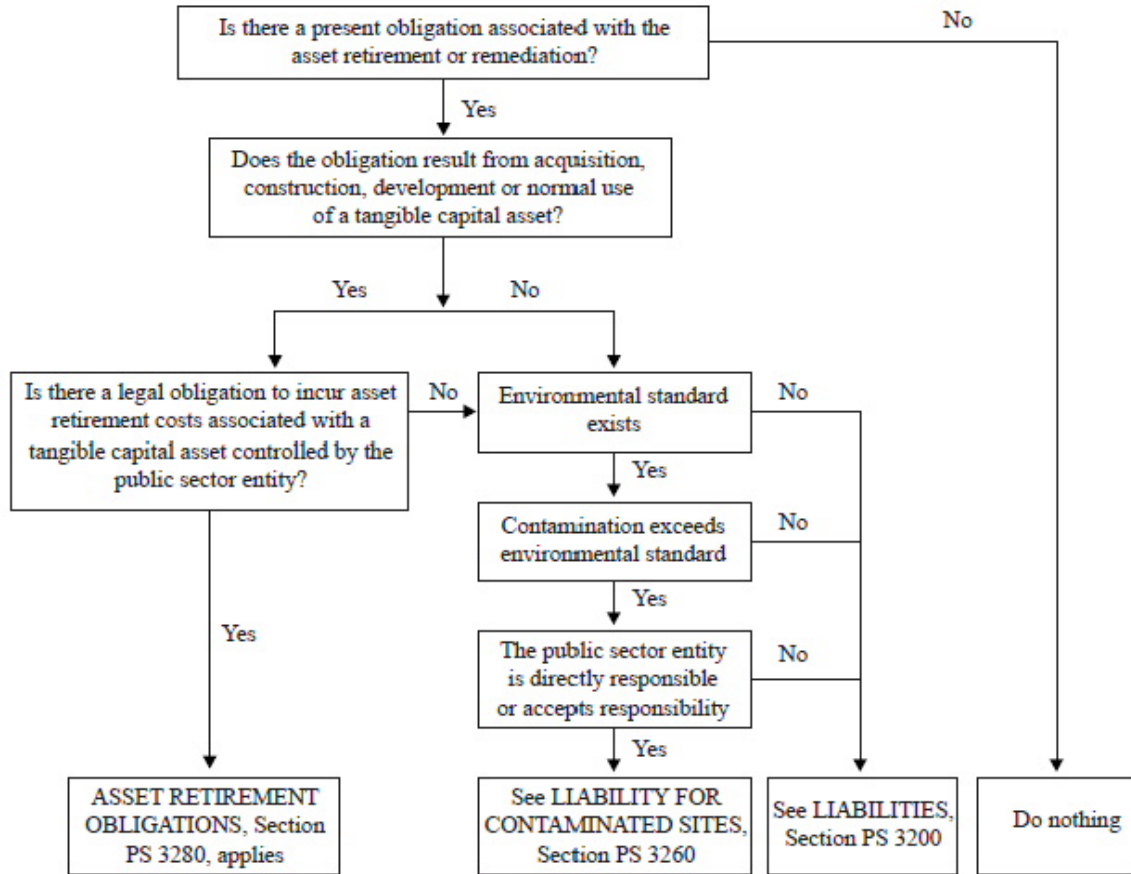 Is there a present obligation associated with the
asset retirement or remediation?
No
Yes
Does the obligation result from acquisition,
construction, development or normal use
of a tangible capital asset?
Yes
No
Is there a legal obligation to incur asset
retirement costs associated with a
tangible capital asset controlled by the
public sector entity?
No
Environmental standard
exists
No
Yes
Contamination exceeds
environmental standard
No
Yes
Yes
The public sector entity
is directly responsible
or accepts responsibility
No
Yes
ASSET RETIREMENT
OBLIGATIONS, Section
PS 3280, applies
See LIABILITY FOR
CONTAMINATED SITES,
Section PS 3260
See LIABILITIES,
Section PS 3200
Do nothing